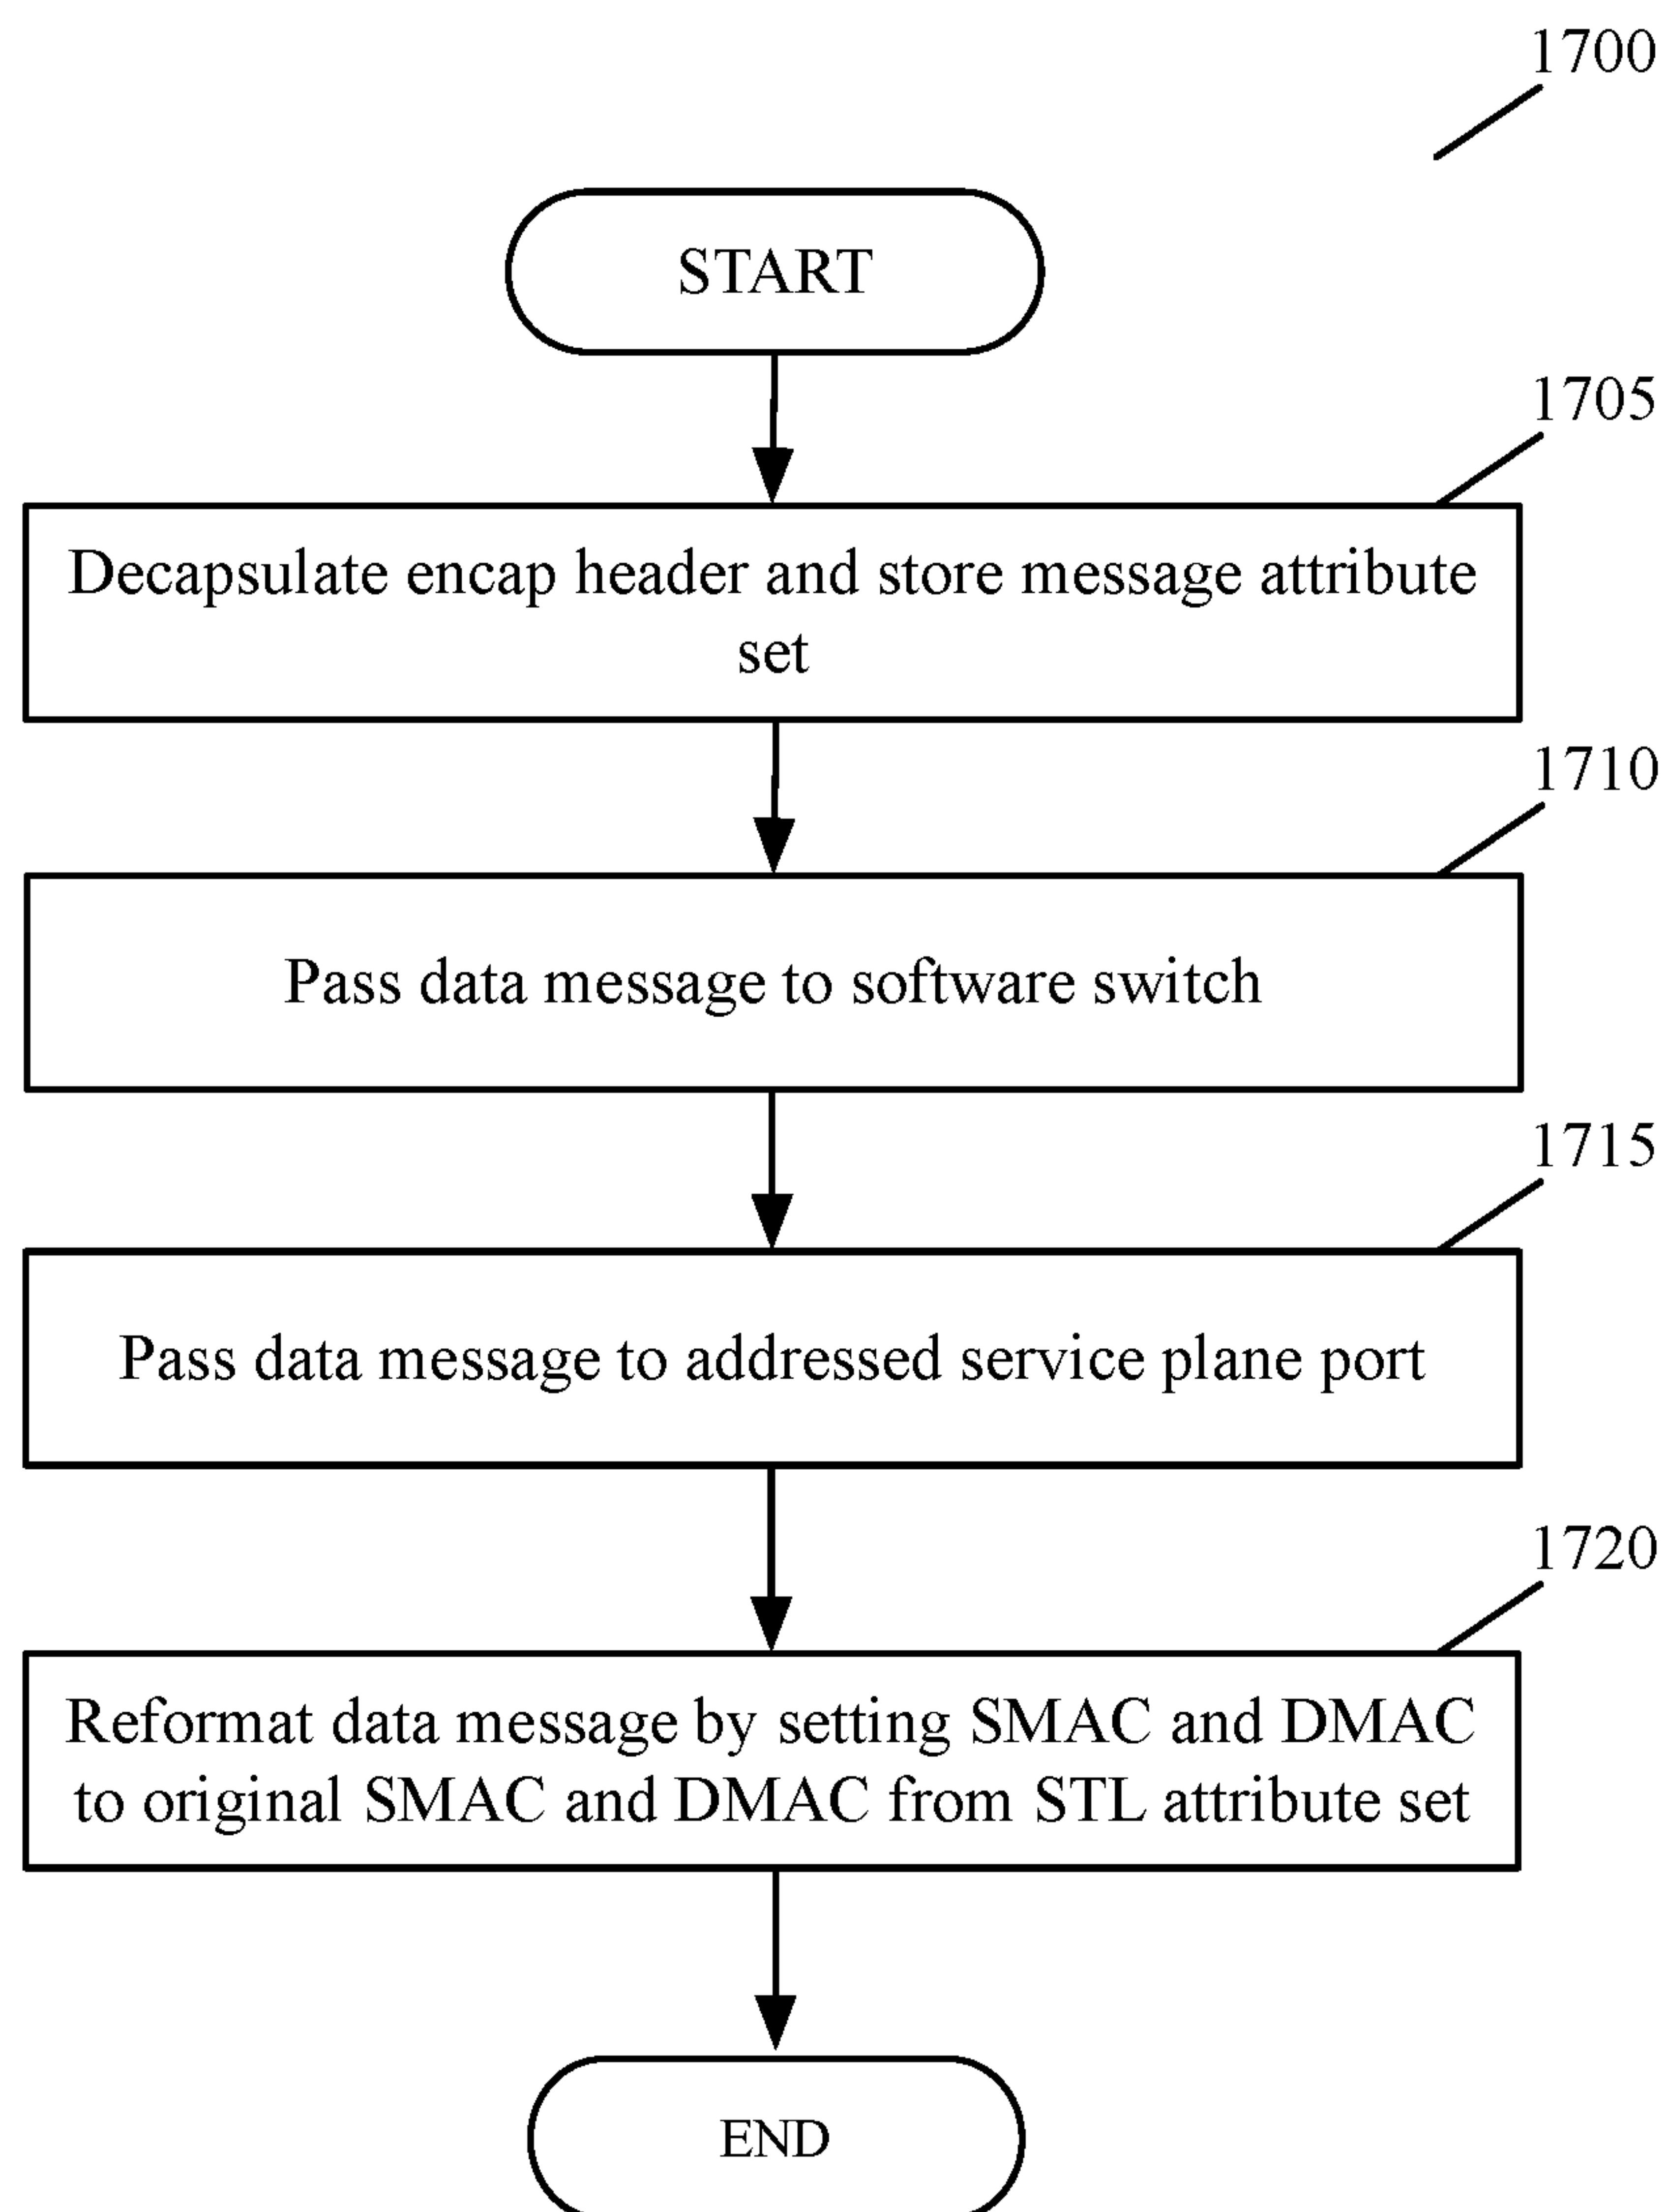 1700
START
1705
Decapsulate encap header and store message attribute
set
1710
Pass data message to software switch
1715
Pass data message to addressed service plane port
1720
Reformat data message by setting SMAC and DMAC
to original SMAC and DMAC from STL attribute set
END